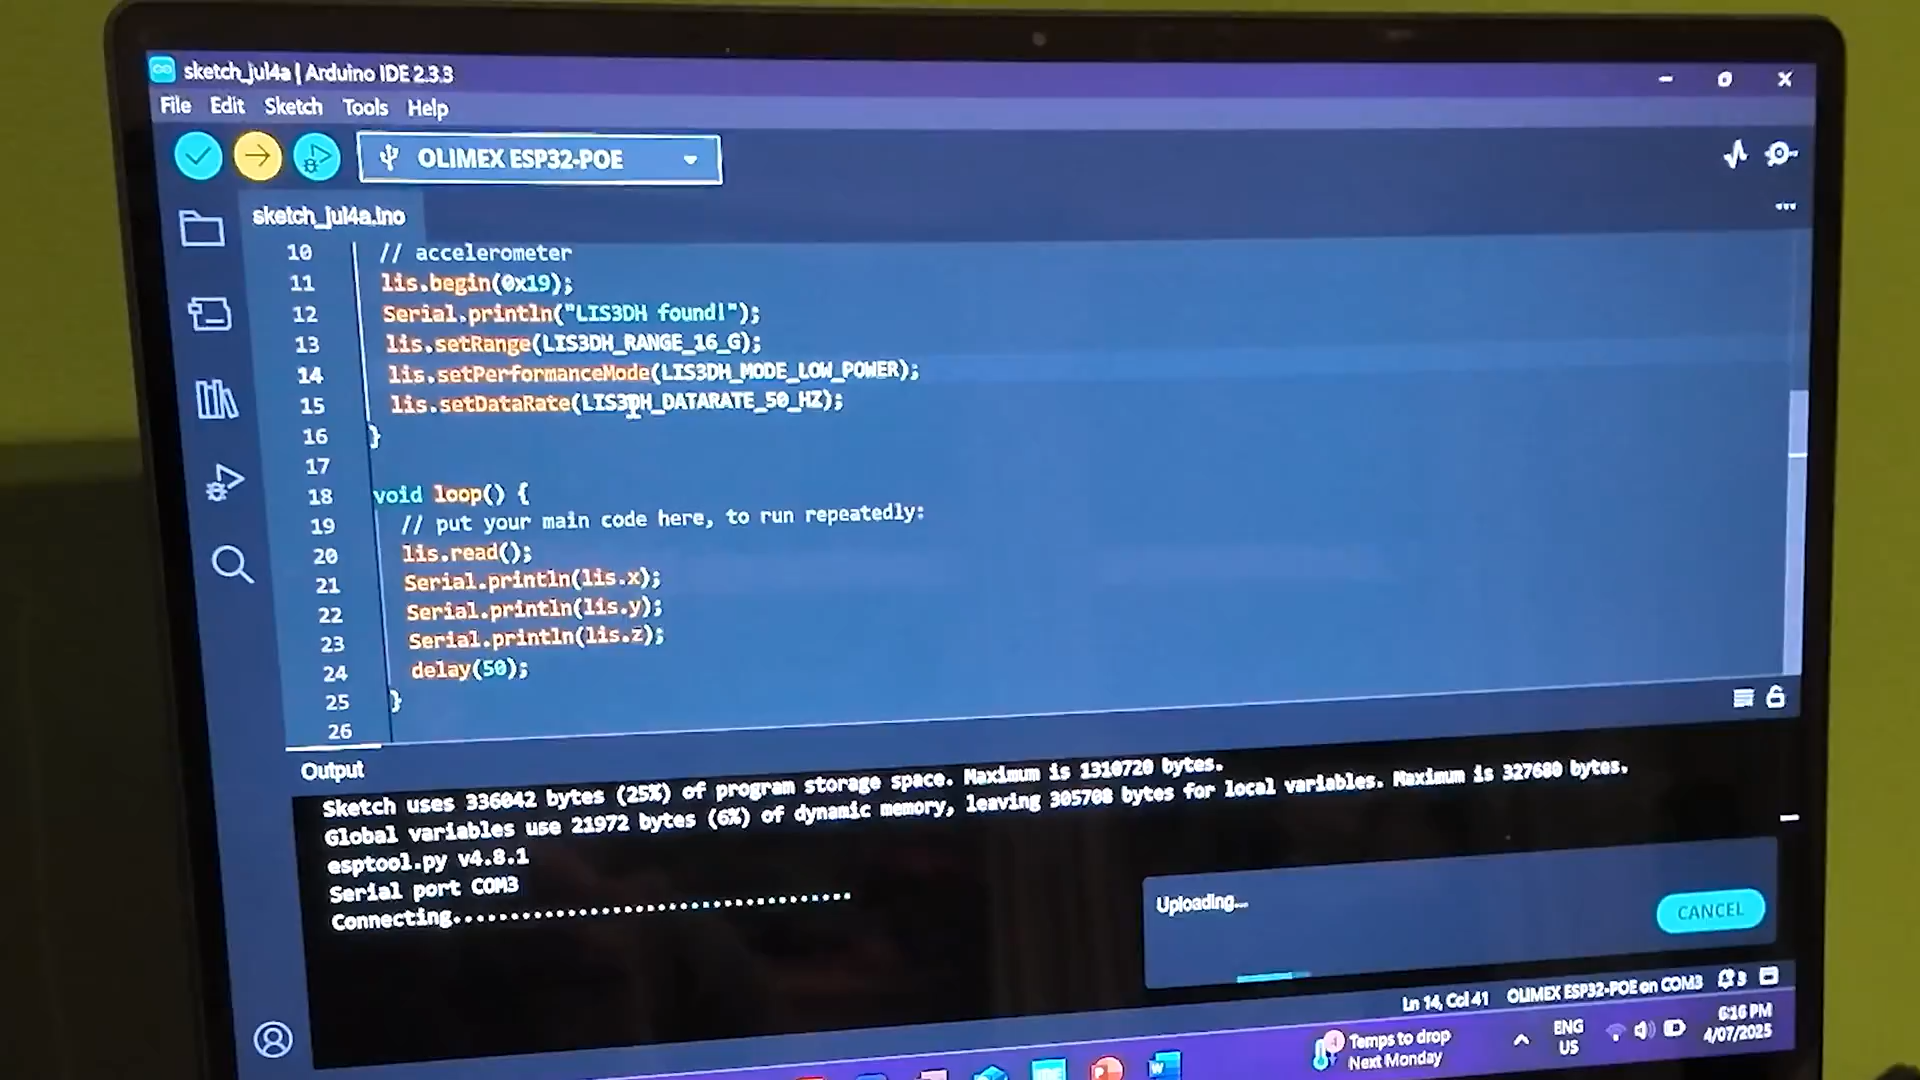 sketch_jul4a | Arduino IDE 2.3.3
File Edit Sketch Tools Help
OLIMEX ESP32-POE
sketch_jul4a.ino
10 // accelerometer
11 lis.begin(0x19);
12 Serial.println("LIS3DH found!");
13 lis.setRange(LIS3DH_RANGE_16_G);
14 lis.setPerformanceMode(LIS3DH_MODE_LOW_POWER);
15 lis.setDataRate(LIS3DH_DATARATE_50_HZ);
16 }
17
18 void loop() {
19 // put your main code here, to run repeatedly:
20 lis.read();
21 Serial.println(lis.x);
22 Serial.println(lis.y);
23 Serial.println(lis.z);
24 delay(50);
25 }
26
Output
Sketch uses 336042 bytes (25%) of program storage space. Maximum is 1310720 bytes.
Global variables use 21972 bytes (6%) of dynamic memory, leaving 305708 bytes for local variables. Maximum is 327680 bytes.
esptool.py v4.8.1
Serial port COM3
Connecting...................................
Uploading...
CANCEL
Ln 14, Col 41 OLIMEX ESP32-POE on COM3 3
Temps to drop
Next Monday
ENG
US
6:16 PM
4/07/2025